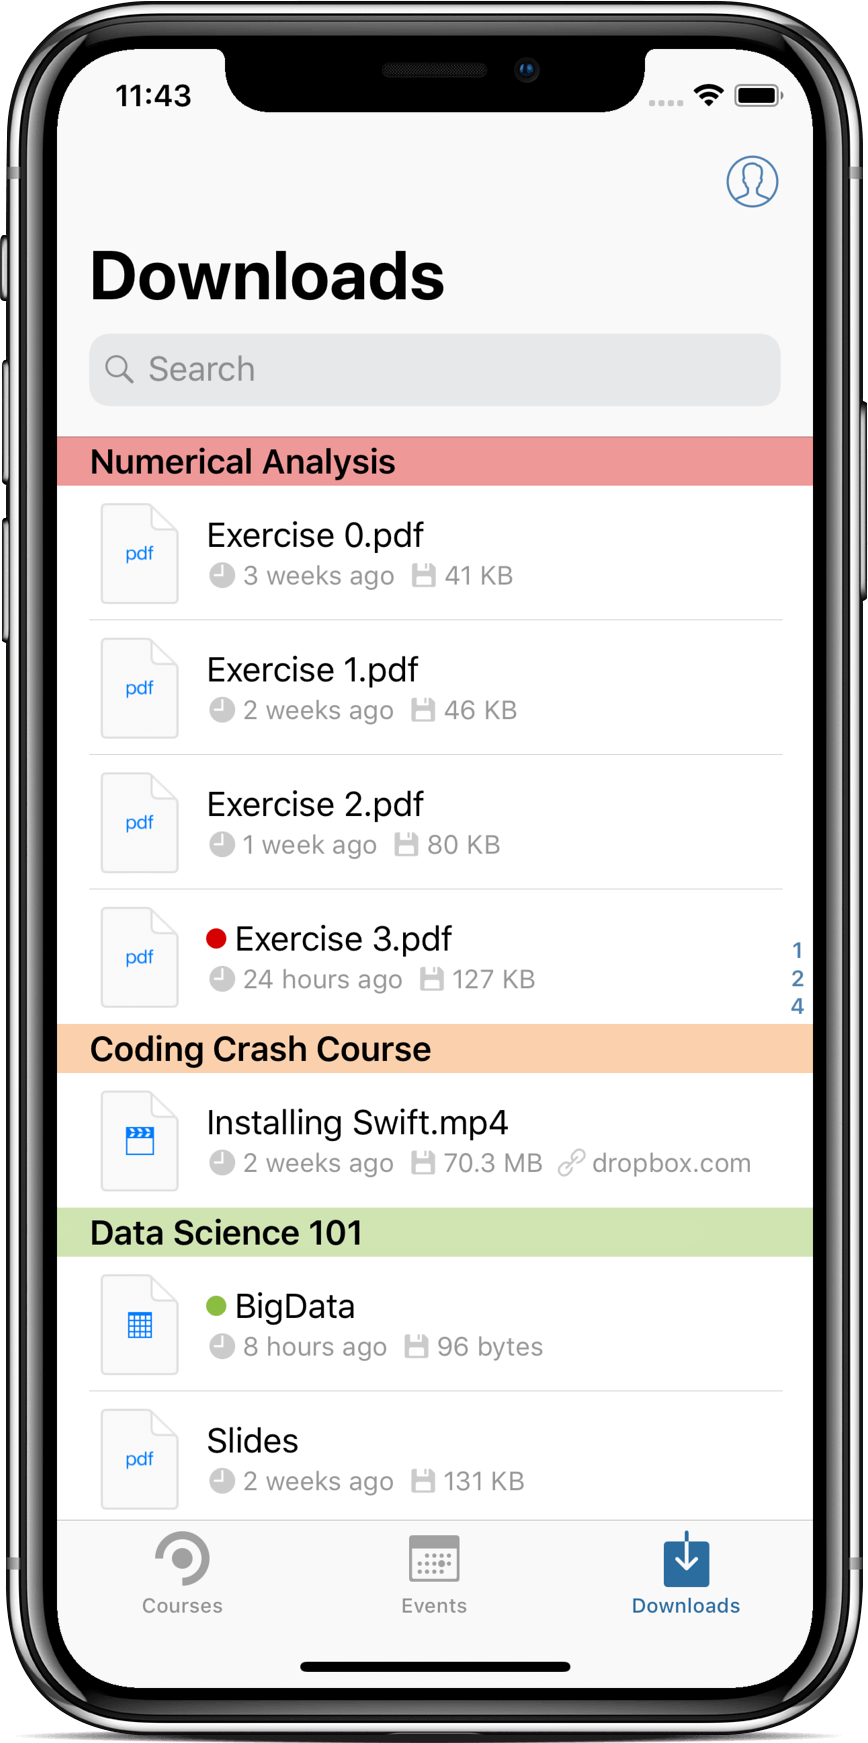 11:43
Downloads
Search
Numerical Analysis
pdf
Exercise 0.pdf
3 weeks ago 41 KB
pdf
Exercise 1.pdf
2 weeks ago 46 KB
pdf
Exercise 2.pdf
1 week ago 80 KB
pdf
Exercise 3.pdf
24 hours ago 127 KB
1
2
4
Coding Crash Course
Installing Swift.mp4
2 weeks ago 70.3 MB dropbox.com
Data Science 101
BigData
8 hours ago 96 bytes
pdf
Slides
2 weeks ago 131 KB
Courses Events Downloads